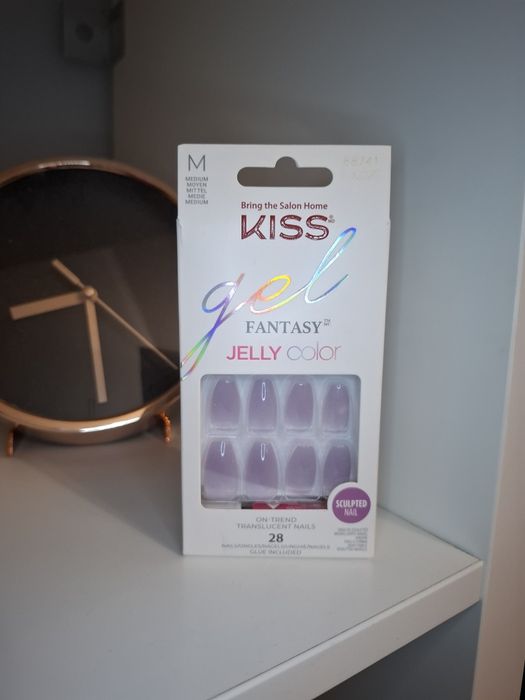 M
MEDIUM
MOYEN
MITTEL
MEDIE
MEDIUM
Bring the Salon Home
KISS
gel
FANTASY™
JELLY color
SCULPTED
NAIL
ON-TREND
TRANSLUCENT NAILS
28
GLUE INCLUDED